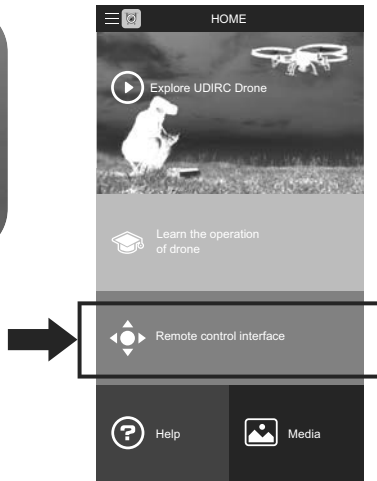 HOME
Explore UDIRC Drone
Learn the operation
of drone
Remote control interface
Help
Media